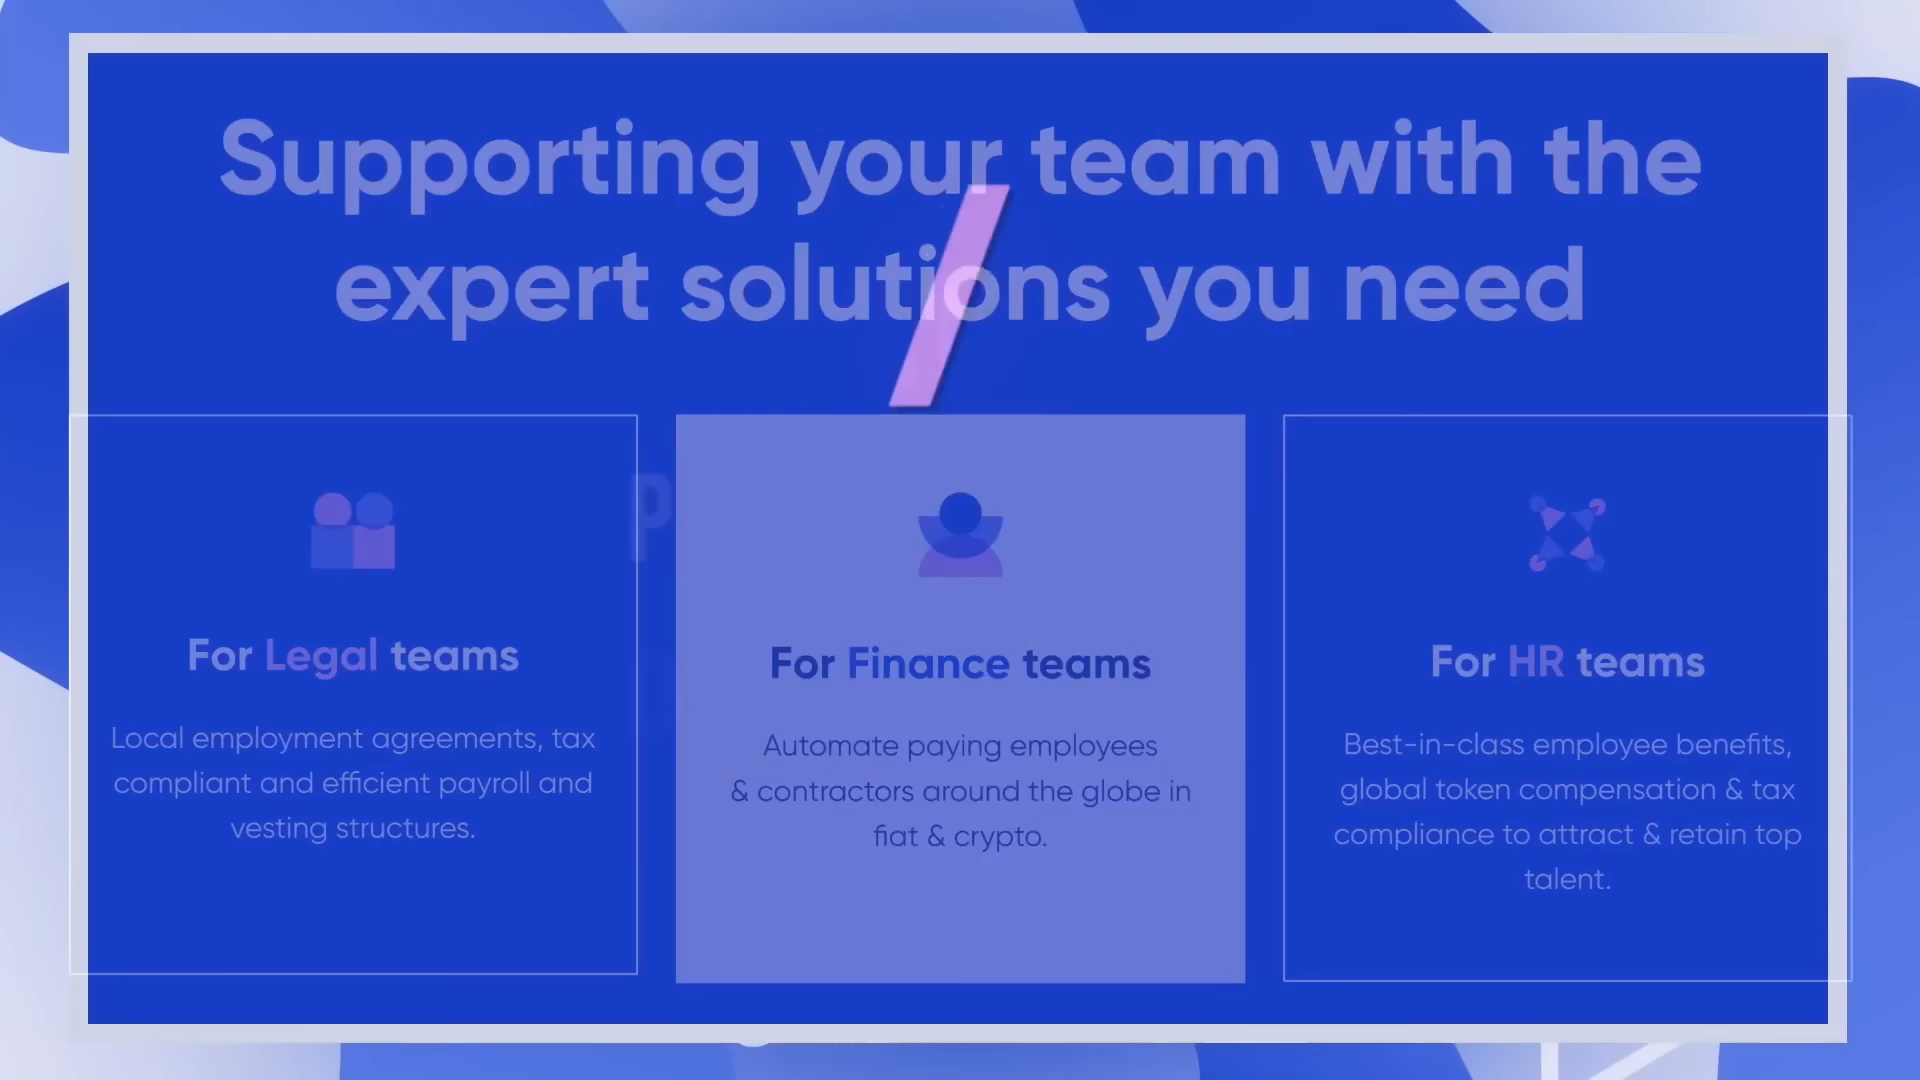 Supporting your team with the
expert solutions you need
For Legal teams
Local employment agreements, tax
compliant and efficient payroll and
vesting structures.
For Finance teams
Automate paying employees
& contractors around the globe in
fiat & crypto.
For HR teams
Best-in-class employee benefits,
global token compensation & tax
compliance to attract & retain top
talent.